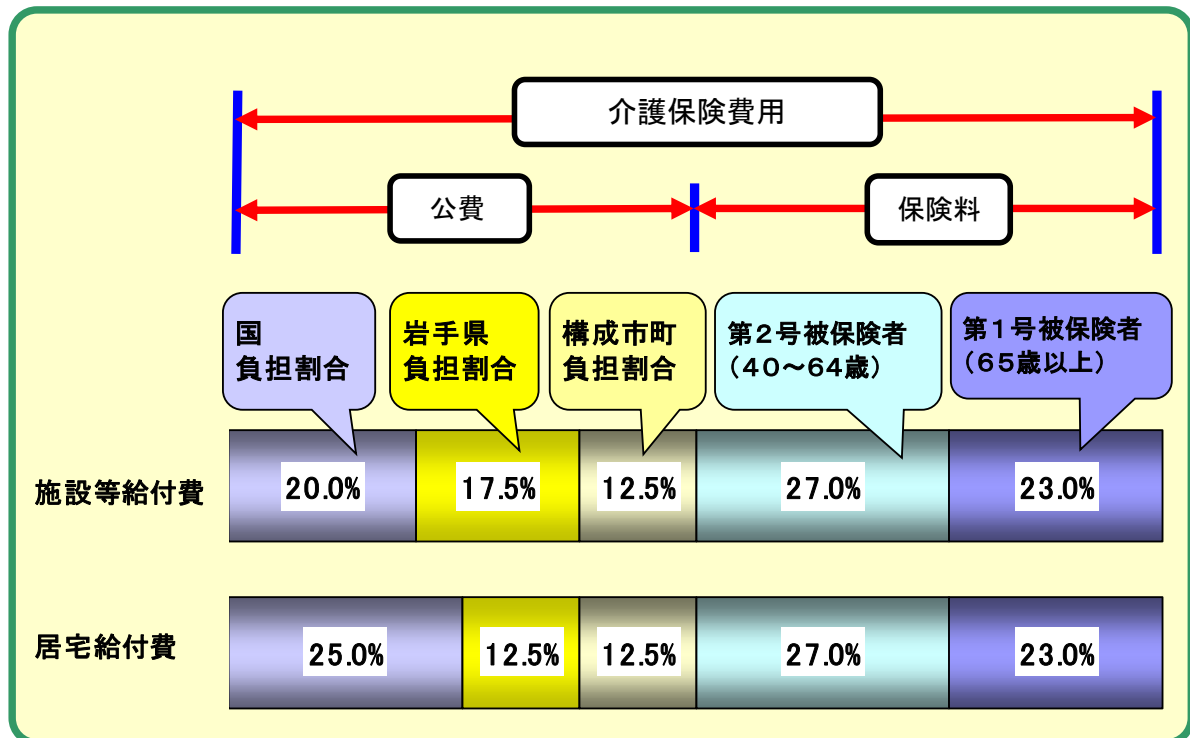 介護保険費用
公費
保険料
国
負担割合
岩手県
負担割合
構成市町
負担割合
第２号被保険者
（４０～６４歳）
第１号被保険者
（６５歳以上）
施設等給付費
20.0%
17.5%
12.5%
27.0%
23.0%
居宅給付費
25.0%
12.5%
12.5%
27.0%
23.0%